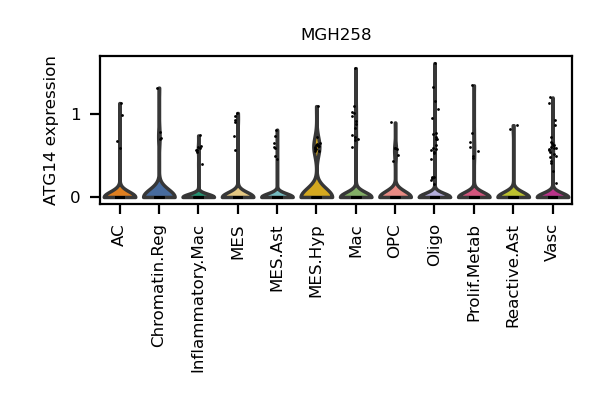 MGH258
ATG14 expression
1
0
AC
Chromatin.Reg
Inflammatory.Mac
MES
MES.Ast
MES.Hyp
Mac
OPC
Oligo
Prolif.Metab
Reactive.Ast
Vasc